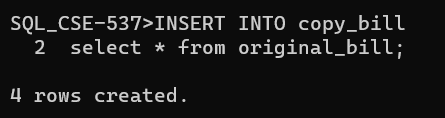 SQL_CSE-537>INSERT INTO copy_bill
2 select * from original_bill;
4 rows created.